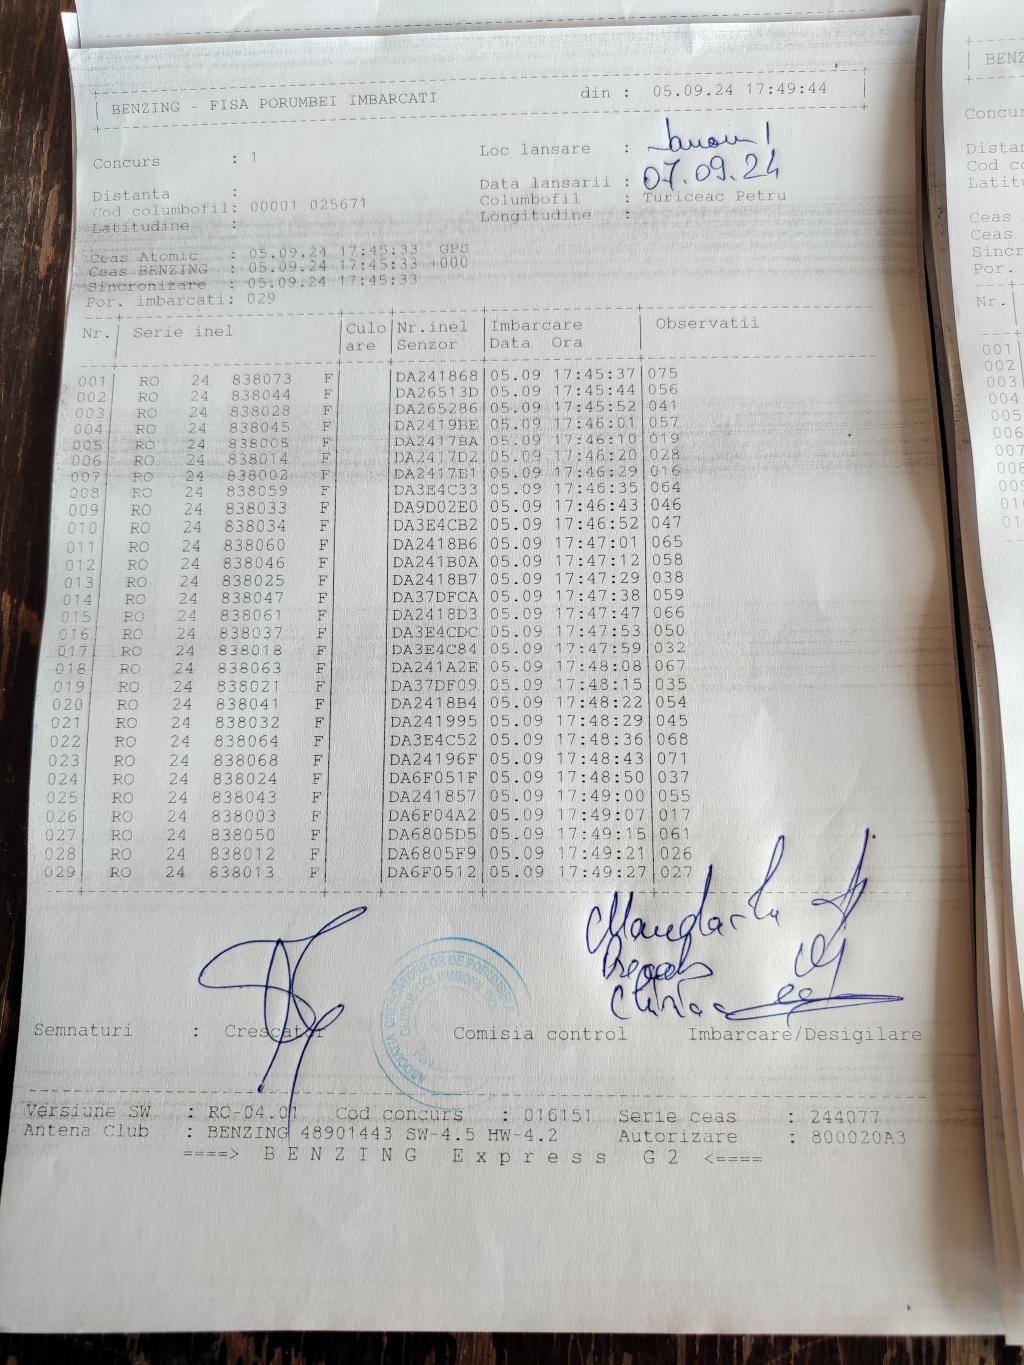 BENZING - FISA PORUMBEI IMBARCATI din : 05.09.24 17:49:44
Concurs : 1 Loc lansare :
Distanta : Data lansarii : 07.09.24
Cod columbofil: 00001 025671 Columbofil : Turiceac Petru
Latitudine : Longitudine :
Ceas Atomic : 05.09.24 17:45:33 GPS
Ceas BENZING : 05.09.24 17:45:33 +000
Sincronizare : 05.09.24 17:45:33
Por. imbarcati: 029
Nr. Serie inel Culo Nr.inel Imbarcare Observatii
are Senzor Data Ora
001 RO 24 838073 F DA241868 05.09 17:45:37 075
002 RO 24 838044 F DA26513D 05.09 17:45:44 056
003 RO 24 838028 F DA265286 05.09 17:45:52 041
004 RO 24 838045 F DA2419BE 05.09 17:46:01 057
005 RO 24 838005 F DA2417BA 05.09 17:46:10 019
006 RO 24 838014 F DA2417D2 05.09 17:46:20 028
007 RO 24 838002 F DA2417B1 05.09 17:46:29 016
008 RO 24 838059 F DA3E4C33 05.09 17:46:35 064
009 RO 24 838033 F DA9D02E0 05.09 17:46:43 046
010 RO 24 838034 F DA3E4CB2 05.09 17:46:52 047
011 RO 24 838060 F DA2418B6 05.09 17:47:01 065
012 RO 24 838046 F DA241B0A 05.09 17:47:12 058
013 RO 24 838025 F DA2418B7 05.09 17:47:29 038
014 RO 24 838047 F DA37DFCA 05.09 17:47:38 059
015 RO 24 838061 F DA2418D3 05.09 17:47:47 066
016 RO 24 838037 F DA3E4CDC 05.09 17:47:53 050
017 RO 24 838018 F DA3E4C84 05.09 17:47:59 032
018 RO 24 838063 F DA241A2E 05.09 17:48:08 067
019 RO 24 838021 F DA37DF09 05.09 17:48:15 035
020 RO 24 838041 F DA2418B4 05.09 17:48:22 054
021 RO 24 838032 F DA241995 05.09 17:48:29 045
022 RO 24 838064 F DA3E4C52 05.09 17:48:36 068
023 RO 24 838068 F DA24196F 05.09 17:48:43 071
024 RO 24 838024 F DA6F051F 05.09 17:48:50 037
025 RO 24 838043 F DA241857 05.09 17:49:00 055
026 RO 24 838003 F DA6F04A2 05.09 17:49:07 017
027 RO 24 838050 F DA6805D5 05.09 17:49:15 061
028 RO 24 838012 F DA6805F9 05.09 17:49:21 026
029 RO 24 838013 F DA6F0512 05.09 17:49:27 027
Semnaturi : Crescator Comisia control Imbarcare/Desigilare
Versiune SW : RO-04.01 Cod concurs : 016151 Serie ceas : 244077
Antena Club : BENZING 48901443 SW-4.5 HW-4.2 Autorizare : 800020A3
====> B E N Z I N G E x p r e s s G 2 <====
BENZ
Concur
Distan
Cod co
Latitu
Ceas
Ceas
Sincr
Por.
Nr.
001
002
003
004
005
006
007
008